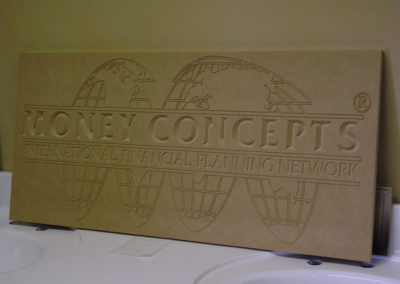 MONEY CONCEPTS ®
INTERNATIONAL FINANCIAL PLANNING NETWORK